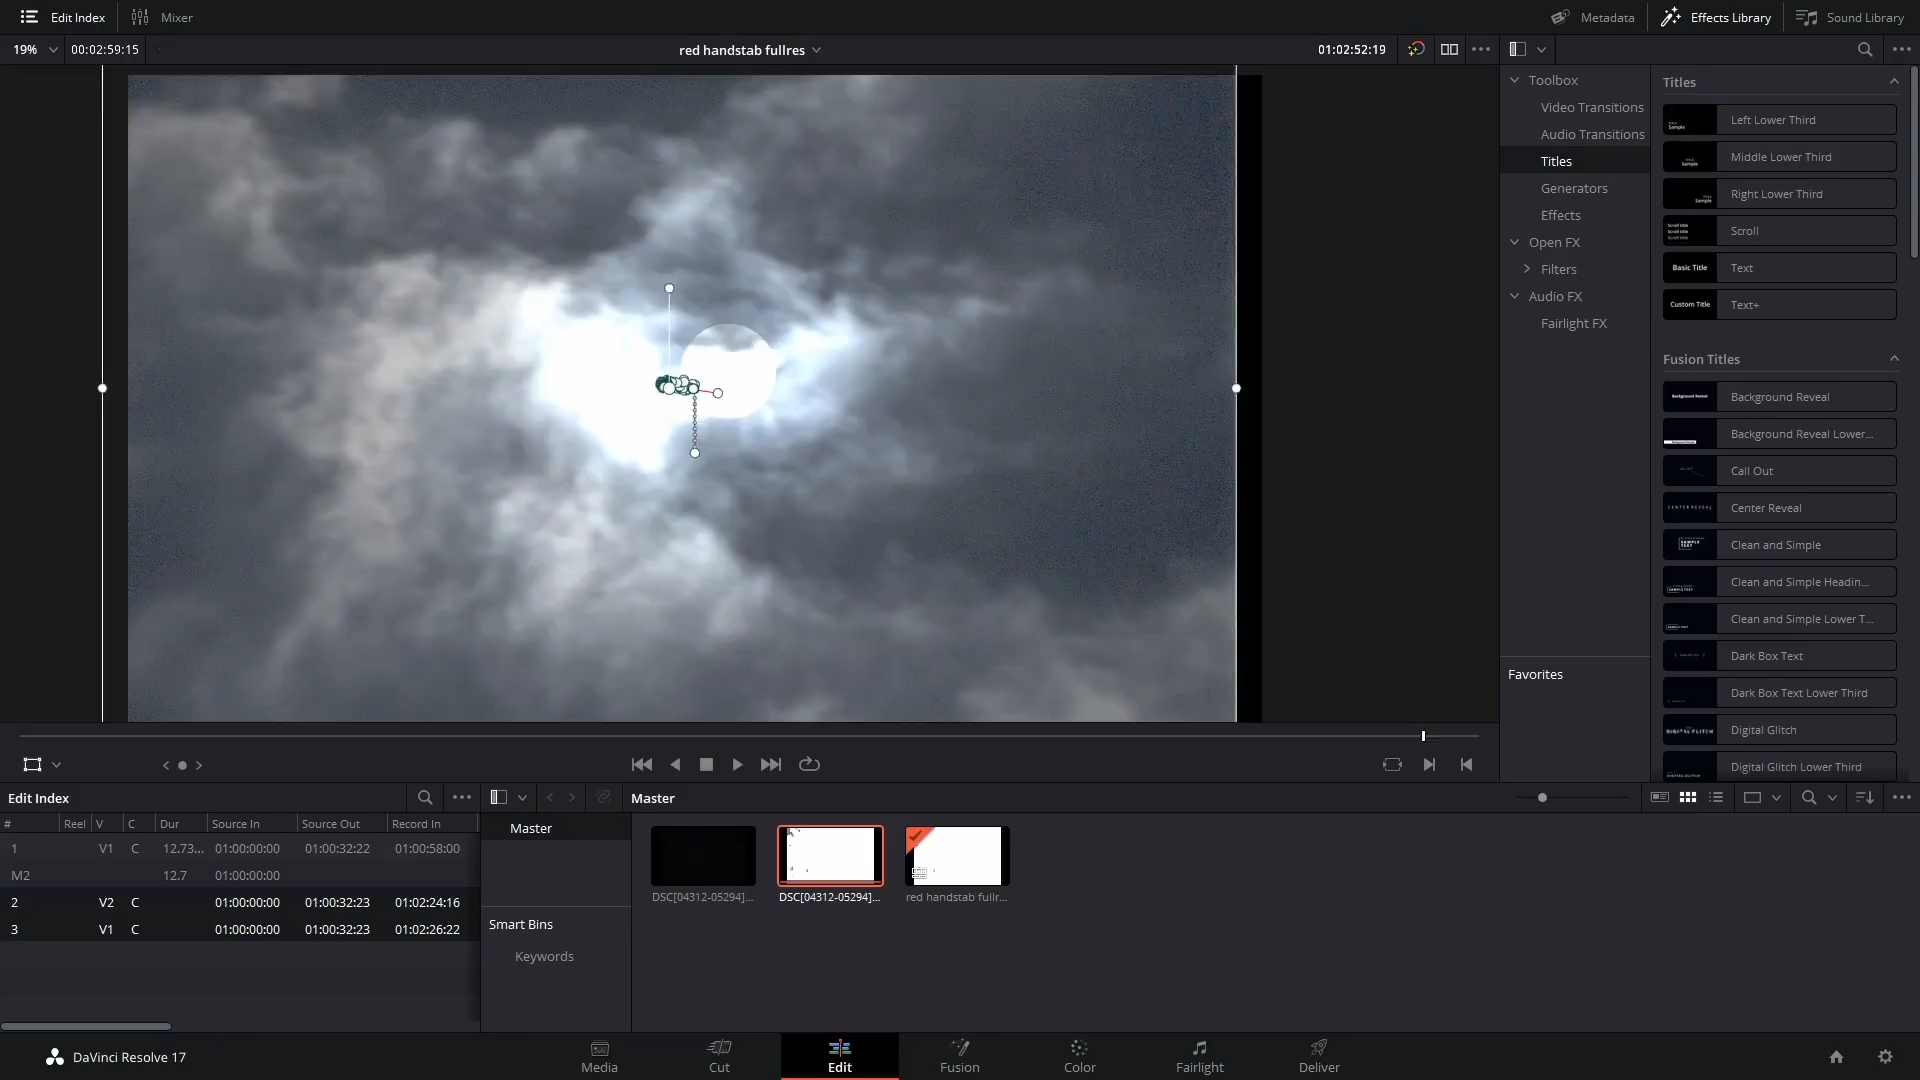 Edit Index
Mixer
Metadata
Effects Library
Sound Library
19%
00:02:59:15
red handstab fullres
01:02:52:19
Toolbox
Video Transitions
Audio Transitions
Titles
Generators
Effects
Open FX
Filters
Audio FX
Fairlight FX
Favorites
Titles
Left Lower Third
Middle Lower Third
Right Lower Third
Scroll
Basic Title
Text
Custom Title
Text+
Fusion Titles
Background Reveal
Background Reveal Lower...
Call Out
Center Reveal
Clean and Simple
Clean and Simple Headin...
Clean and Simple Lower T...
Dark Box Text
Dark Box Text Lower Third
Digital Glitch
Digital Glitch Lower Third
Edit Index
Master
# Reel V C Dur Source In Source Out Record In
1 V1 C 12.73... 01:00:00:00 01:00:32:22 01:00:58:00
M2 12.7 01:00:00:00
2 V2 C 01:00:00:00 01:00:32:23 01:02:24:16
3 V1 C 01:00:00:00 01:00:32:23 01:02:26:22
Master
Smart Bins
Keywords
DSC[04312-05294]...
DSC[04312-05294]...
red handstab fullr...
DaVinci Resolve 17
Media
Cut
Edit
Fusion
Color
Fairlight
Deliver